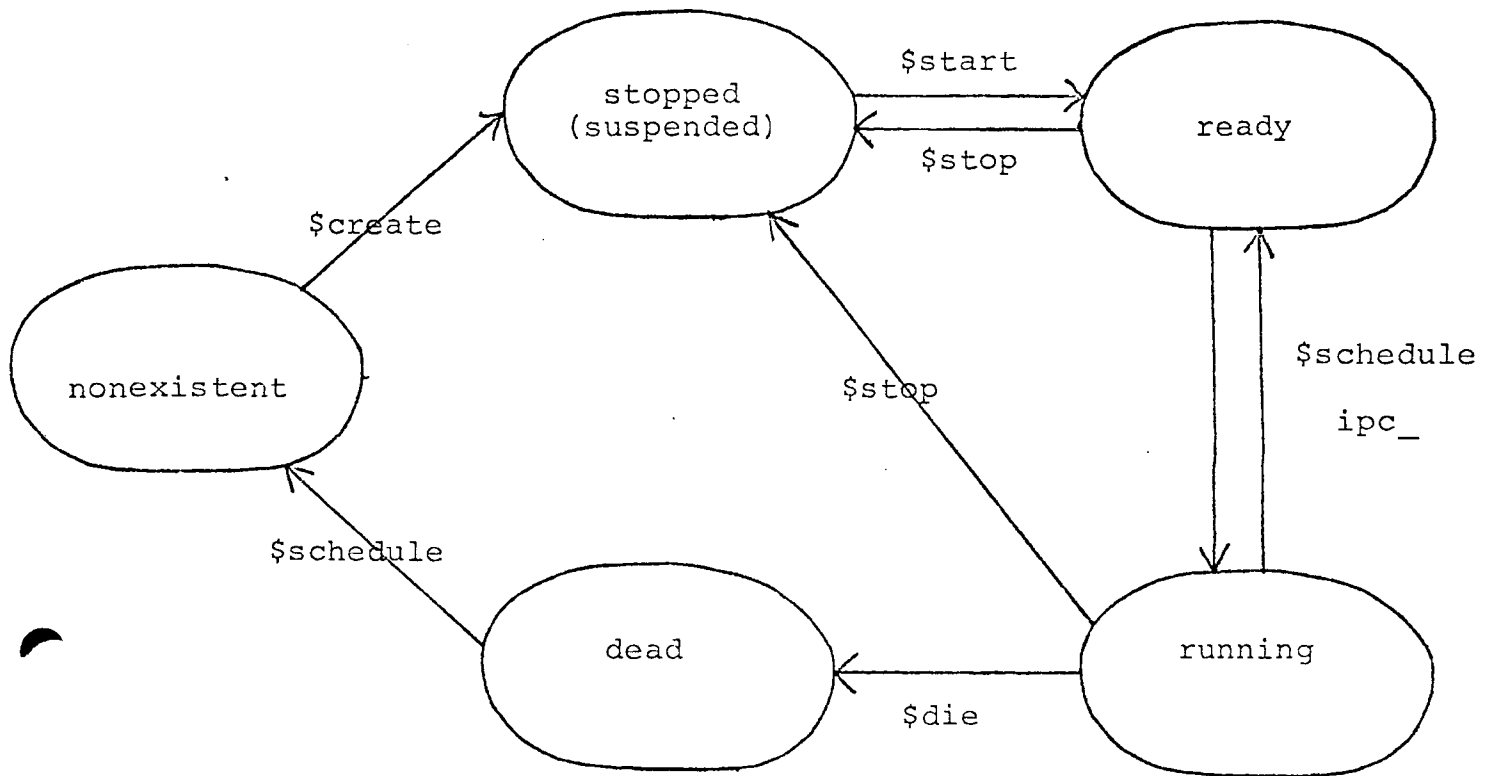 $start
stopped
(suspended)
ready
$stop
$create
$schedule
ipc_
nonexistent
$stop
$schedule
dead
running
$die